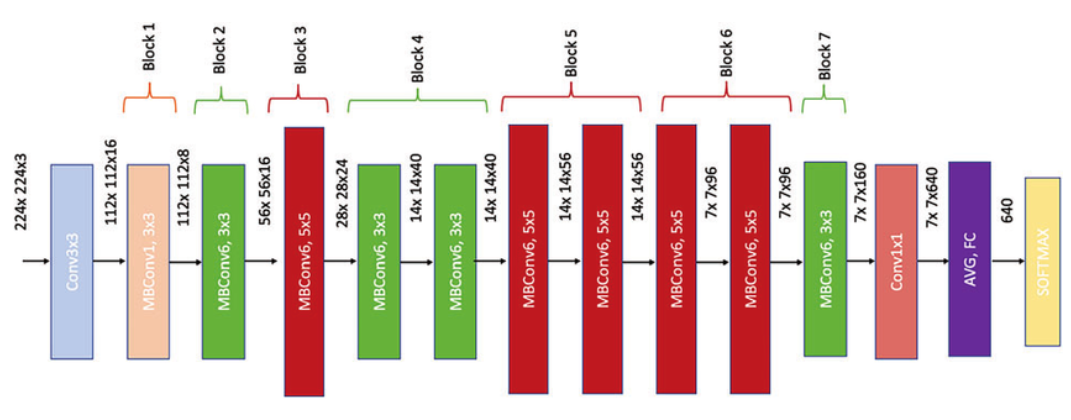 Block 1
Block 2
Block 3
Block 4
Block 5
Block 6
Block 7
224x 224x3
Conv3x3
112x 112x16
MBConv1, 3x3
112x 112x8
MBConv6, 3x3
56x 56x16
MBConv6, 5x5
28x 28x24
MBConv6, 3x3
14x 14x40
MBConv6, 3x3
14x 14x40
MBConv6, 5x5
14x 14x56
MBConv6, 5x5
14x 14x56
MBConv6, 5x5
7x 7x96
MBConv6, 5x5
7x 7x96
MBConv6, 3x3
7x 7x160
Conv1x1
7x 7x640
AVG, FC
640
SOFTMAX